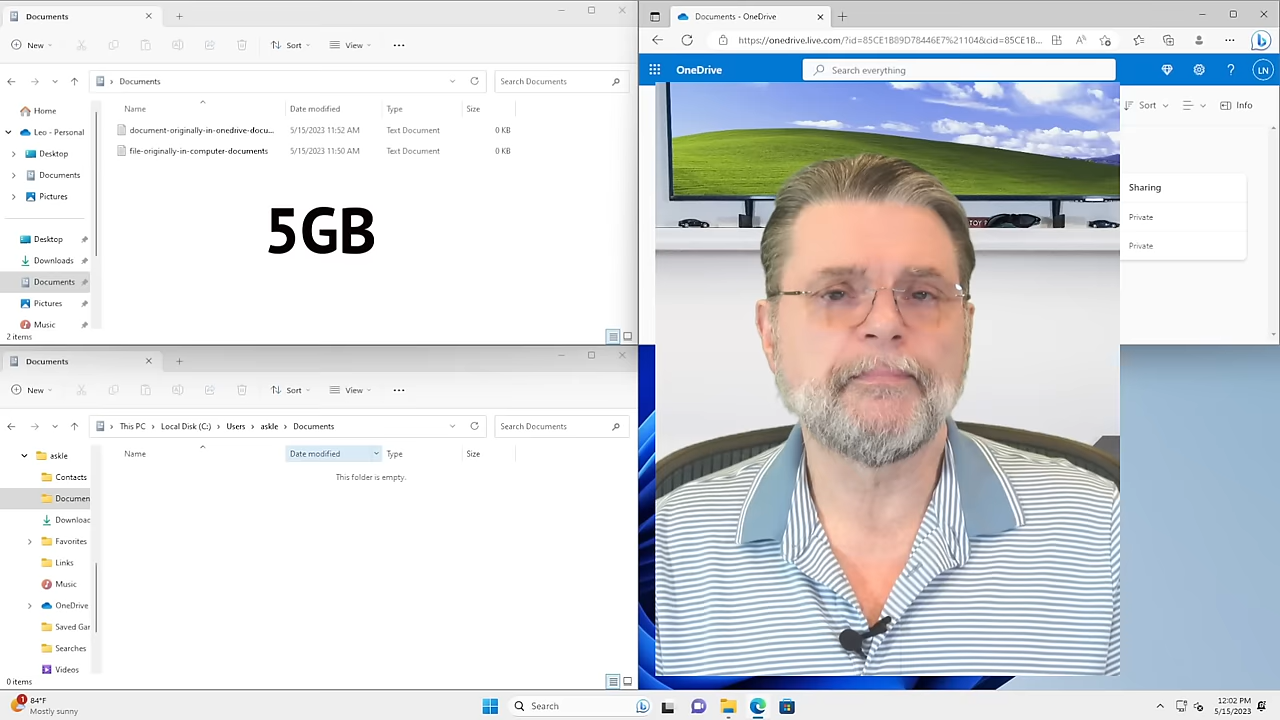 Documents
New
Sort
View
Documents
Search Documents
Home
Leo - Personal
Desktop
Documents
Pictures
Desktop
Downloads
Documents
Pictures
Music
Name Date modified Type Size
document-originally-in-onedrive-docu... 5/15/2023 11:52 AM Text Document 0 KB
file-originally-in-computer-documents 5/15/2023 11:50 AM Text Document 0 KB
5GB
2 items
Documents - OneDrive
https://onedrive.live.com/?id=85CE1B89D78446E7%21104&cid=85CE1B...
OneDrive
Search everything
LN
Sort
Info
Sharing
Private
Private
TOY
Documents
New
Sort
View
This PC Local Disk (C:) Users askle Documents
Search Documents
askle
Contacts
Documen
Downloac
Favorites
Links
Music
OneDrive
Saved Gar
Searches
Videos
Name Date modified Type Size
This folder is empty.
0 items
1
84°F
Mostly sunny
Search
12:02 PM
5/15/2023